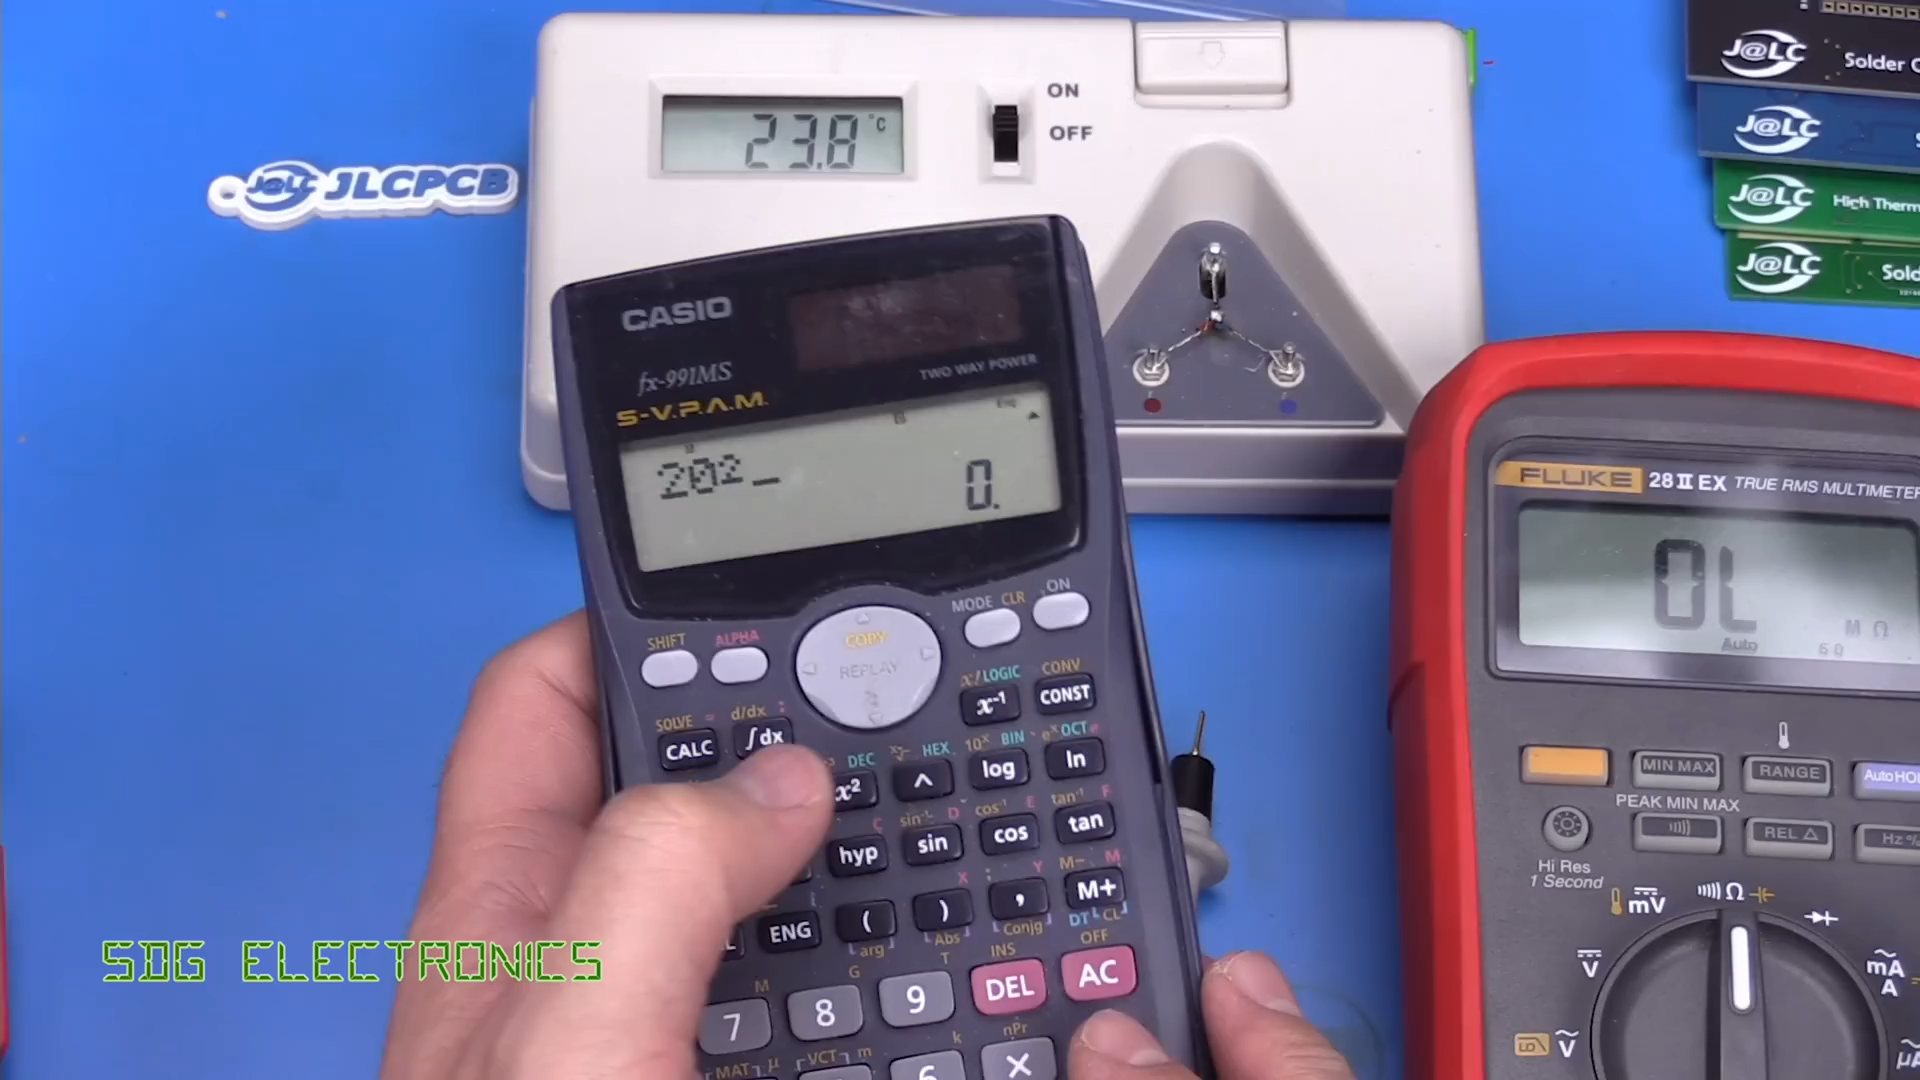 ON
OFF
23.8 °C
JLCPCB
J@LC Solder
J@LC
J@LC High Therm
J@LC Sold
CASIO
fx-991MS
TWO WAY POWER
S-V.P.A.M.
Eng
20²_
0.
FLUKE 28 II EX TRUE RMS MULTIMETER
OL
Auto
MΩ
SHIFT ALPHA
COPY
REPLAY
MODE CLR ON
x! LOGIC CONV
x⁻¹ CONST
SOLVE = d/dx :
CALC ∫dx
DEC HEX 10ˣ BIN eˣ OCT e
x² ^ log ln
C sin⁻¹ D cos⁻¹ E tan⁻¹ F
hyp sin cos tan
X ; Y M- M
ENG ( ) , M+
arg Abs Conjg DT CL
G T INS OFF
M
7 8 9 DEL AC
k nPr
MAT μ VCT m
6 ×
MIN MAX RANGE AutoHO
PEAK MIN MAX
REL Δ Hz %
Hi Res
1 Second
mV Ω
V
mA
A
V
μA
SDG ELECTRONICS